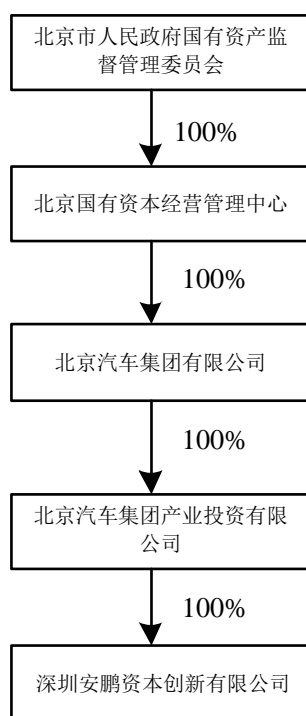 北京市人民政府国有资产监
督管理委员会
100%
北京国有资本经营管理中心
100%
北京汽车集团有限公司
100%
北京汽车集团产业投资有限
公司
100%
深圳安鹏资本创新有限公司